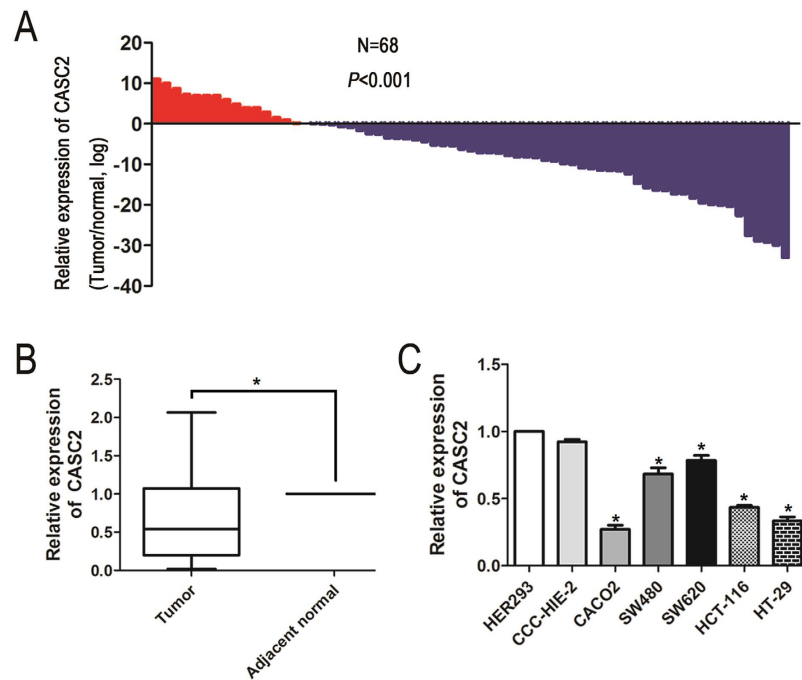 A
N=68
P<0.001
Relative expression of CASC2
(Tumor/normal, log)
20
10
0
-10
-20
-30
-40
B
*
Relative expression
of CASC2
2.5
2.0
1.5
1.0
0.5
0.0
Tumor
Adjacent normal
C
Relative expression
of CASC2
1.5
1.0
0.5
0.0
*
*
*
*
*
HER293
CCC-HIE-2
CACO2
SW480
SW620
HCT-116
HT-29